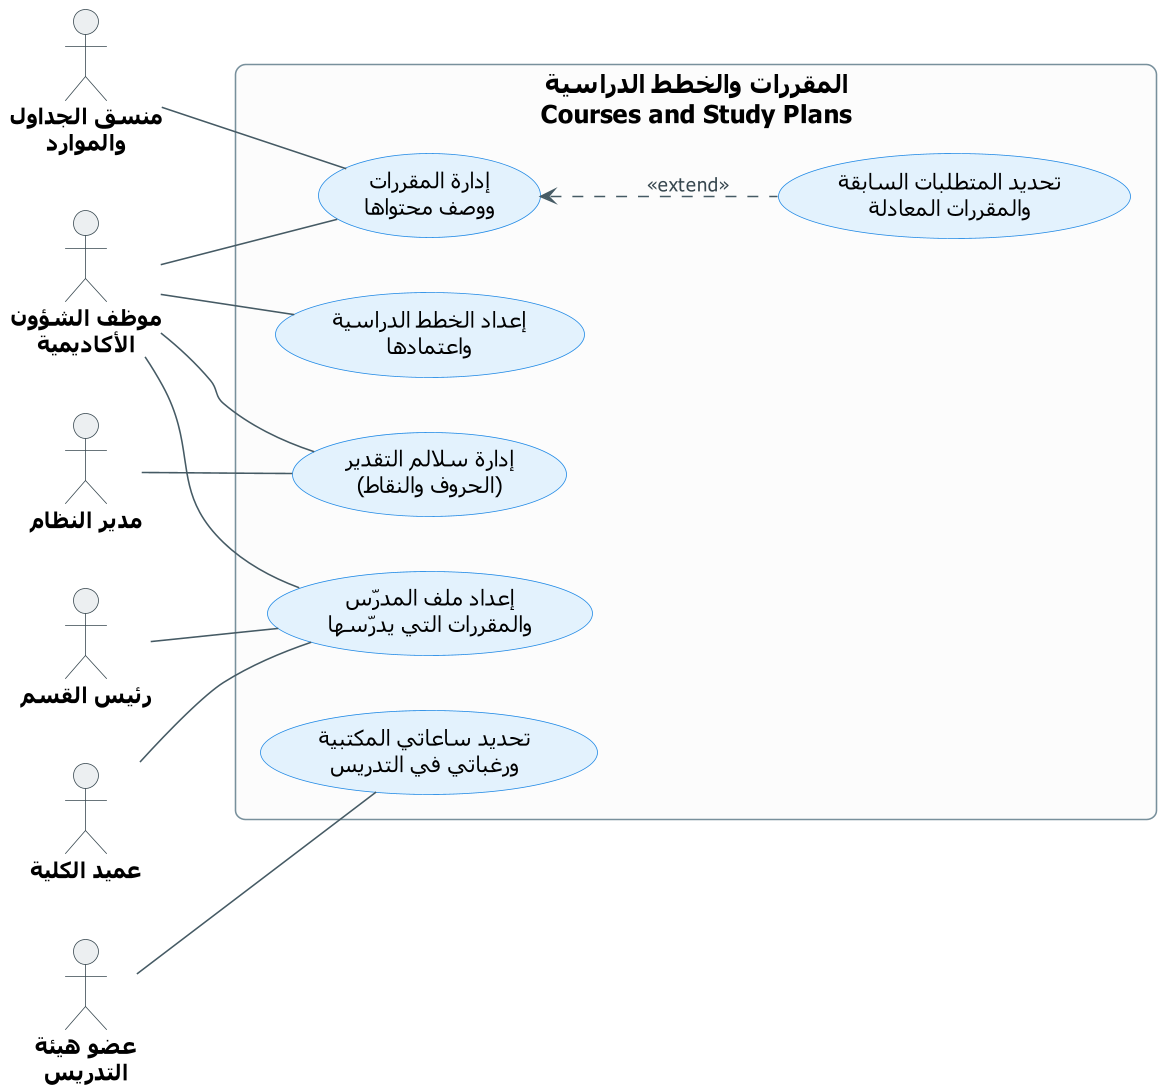 المقررات والخطط الدراسية
Courses and Study Plans
منسق الجداول
والموارد
إدارة المقررات
ووصف محتواها
«extend»
تحديد المتطلبات السابقة
والمقررات المعادلة
موظف الشؤون
الأكاديمية
إعداد الخطط الدراسية
واعتمادها
مدير النظام
إدارة سلالم التقدير
(الحروف والنقاط)
رئيس القسم
إعداد ملف المدرّس
والمقررات التي يدرّسها
عميد الكلية
تحديد ساعاتي المكتبية
ورغباتي في التدريس
عضو هيئة
التدريس